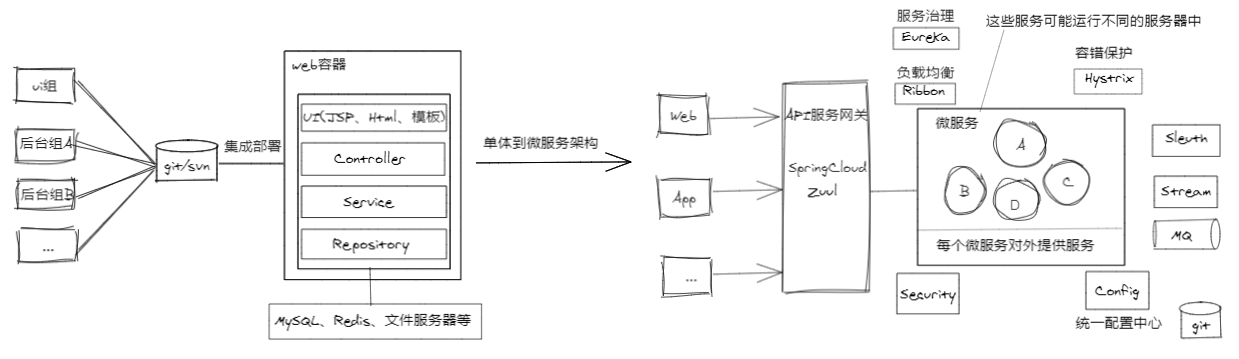 ui组
后台组A
后台组B
...
git/svn
集成部署
web容器
UI(JSP、Html、模板)
Controller
Service
Repository
MySQL、Redis、文件服务器等
单体到微服务架构
Web
App
...
API服务网关
SpringCloud
Zuul
服务治理
Eureka
负载均衡
Ribbon
这些服务可能运行不同的服务器中
容错保护
Hystrix
微服务
A
B
C
D
每个微服务对外提供服务
Sleuth
Stream
MQ
Security
Config
统一配置中心
git